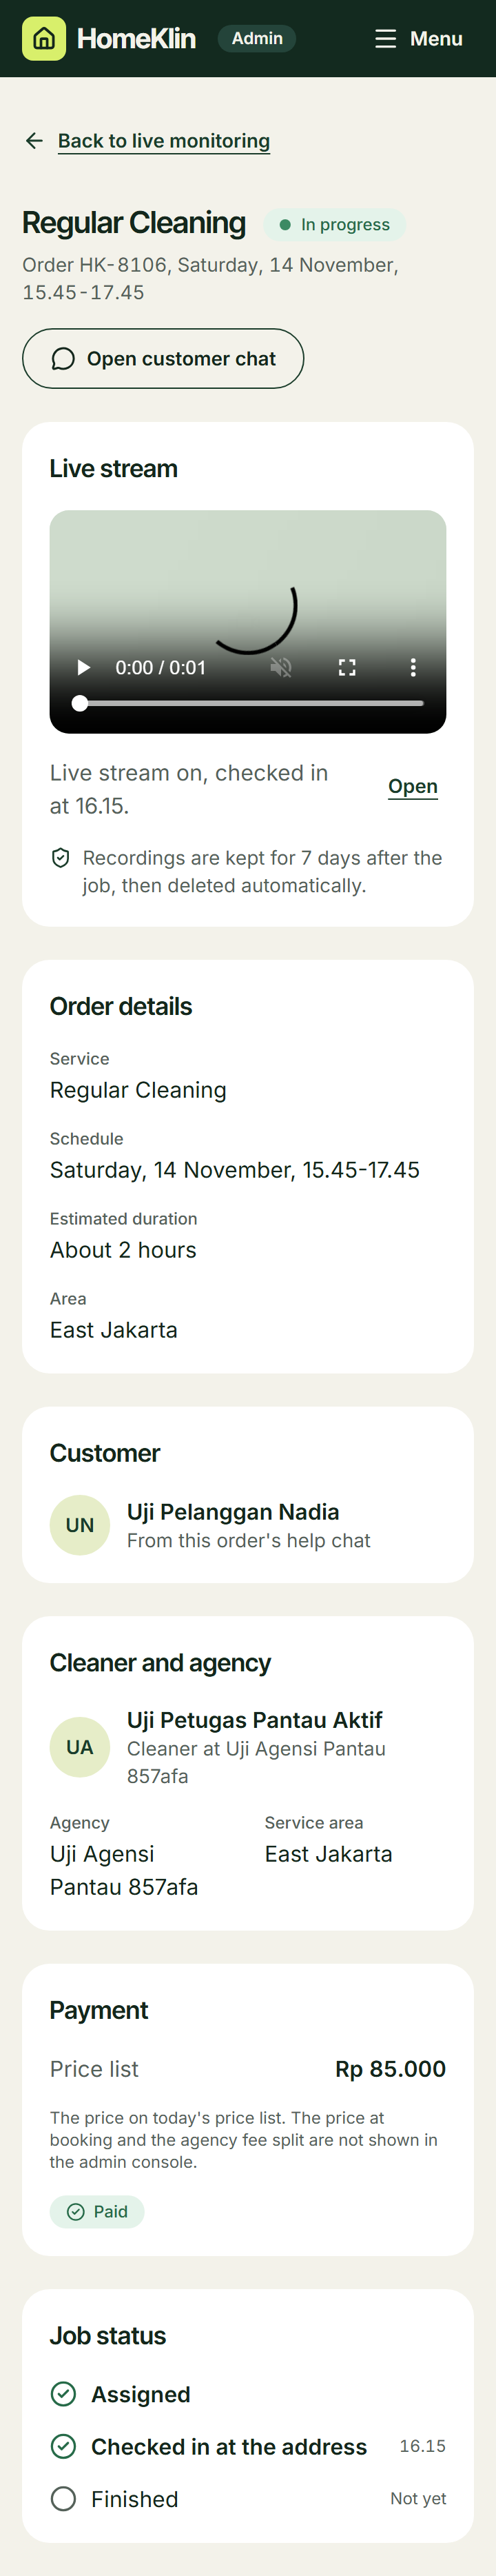 HomeKlin Admin Menu
Back to live monitoring
Regular Cleaning In progress
Order HK-8106, Saturday, 14 November,
15.45-17.45
Open customer chat
Live stream
0:00 / 0:01
Live stream on, checked in
at 16.15.
Open
Recordings are kept for 7 days after the
job, then deleted automatically.
Order details
Service
Regular Cleaning
Schedule
Saturday, 14 November, 15.45-17.45
Estimated duration
About 2 hours
Area
East Jakarta
Customer
UN
Uji Pelanggan Nadia
From this order's help chat
Cleaner and agency
UA
Uji Petugas Pantau Aktif
Cleaner at Uji Agensi Pantau
857afa
Agency
Uji Agensi
Pantau 857afa
Service area
East Jakarta
Payment
Price list Rp 85.000
The price on today's price list. The price at
booking and the agency fee split are not shown in
the admin console.
Paid
Job status
Assigned
Checked in at the address 16.15
Finished Not yet